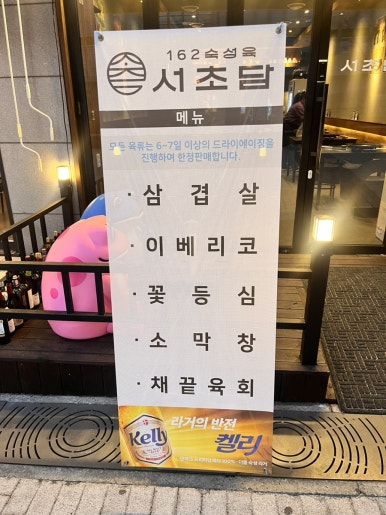 162숙성육
서초담
메뉴
모든 육류는 6~7일 이상의 드라이에이징을
진행하여 한정판매합니다.
· 삼겹살
· 이베리코
· 꽃등심
· 소막창
· 채끝육회
라거의 반전
Kelly
켈리